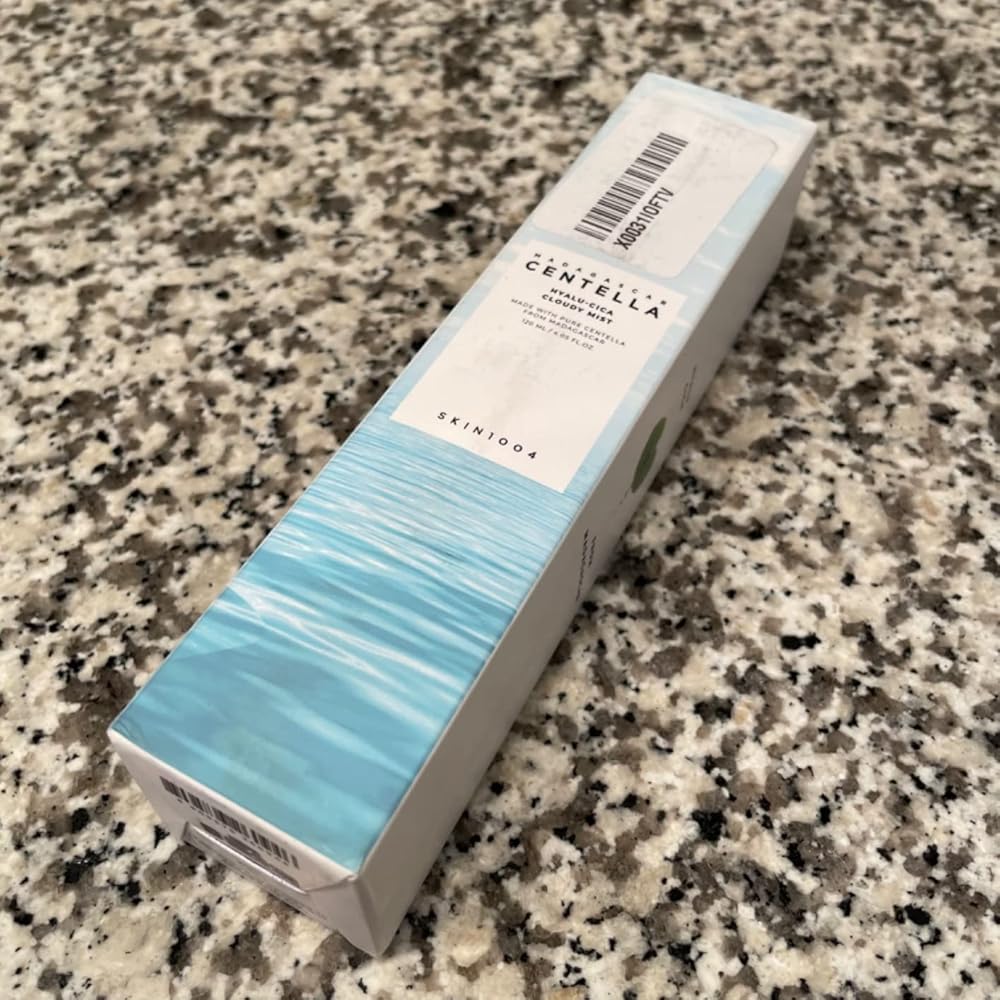 X0031IOFTV
MADAGASCAR
CENTELLA
HYALU-CICA
CLOUDY MIST
MADE WITH PURE CENTELLA
FROM MADAGASCAR
120 ML / 4.05 FL.OZ
SKIN1004